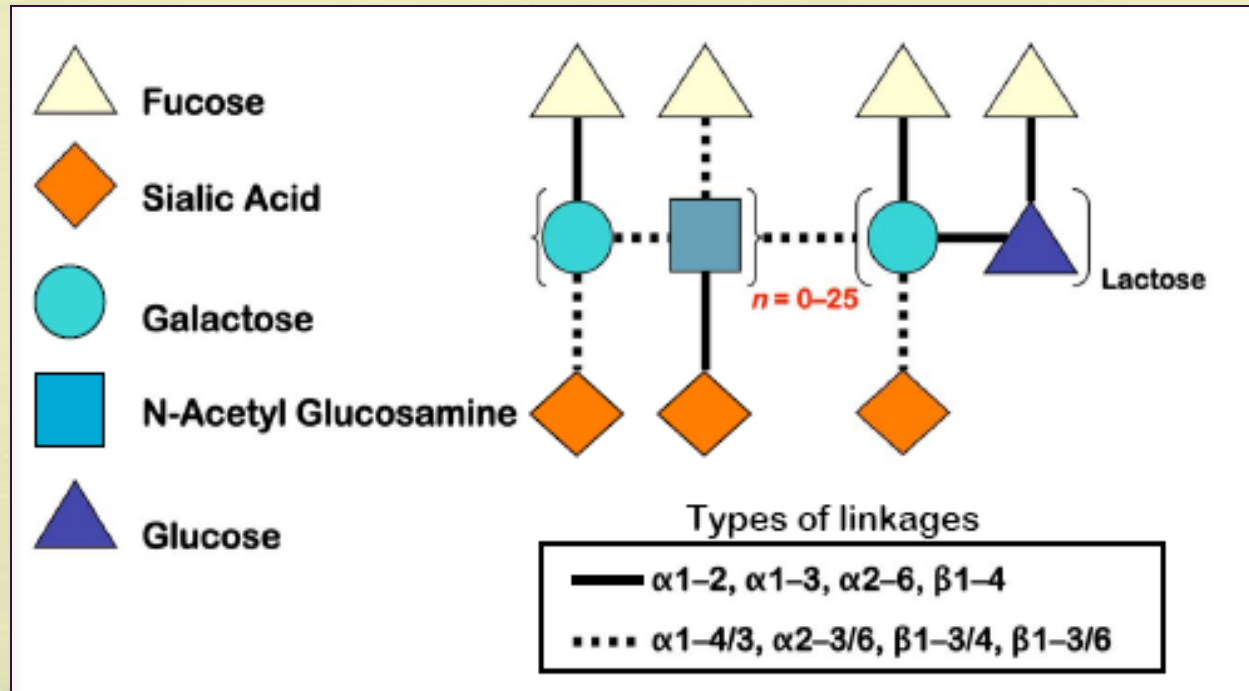 Fucose
Sialic Acid
Galactose
N-Acetyl Glucosamine
Glucose
n = 0–25
Lactose
Types of linkages
α1–2, α1–3, α2–6, β1–4
α1–4/3, α2–3/6, β1–3/4, β1–3/6